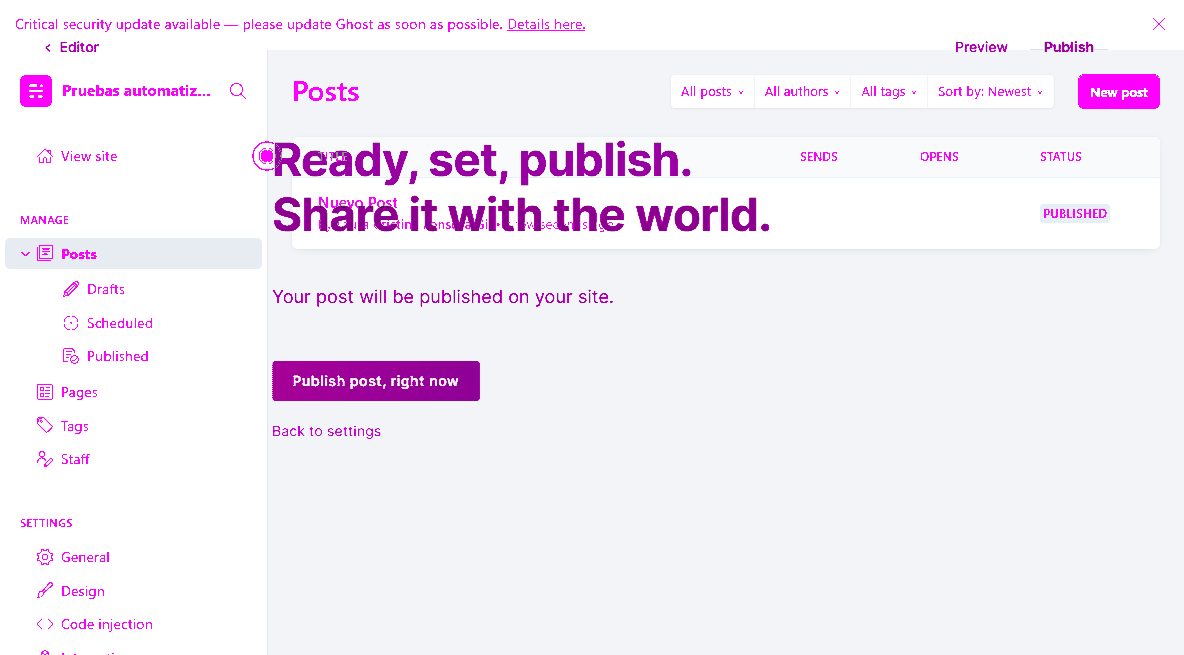 Critical security update available — please update Ghost as soon as possible. Details here.
Editor
Preview
Publish
Pruebas automatiz...
Posts
All posts
All authors
All tags
Sort by: Newest
New post
View site
Ready, set, publish.
TITLE
SENDS
OPENS
STATUS
Nuevo Post
PUBLISHED
Share it with the world.
MANAGE
Posts
Drafts
Your post will be published on your site.
Scheduled
Published
Publish post, right now
Pages
Tags
Back to settings
Staff
SETTINGS
General
Design
Code injection